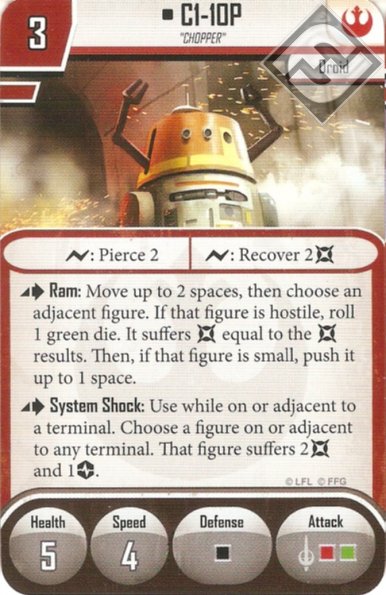 3
C1-10P
"CHOPPER"
Droid
: Pierce 2
: Recover 2
Ram: Move up to 2 spaces, then choose an
adjacent figure. If that figure is hostile, roll
1 green die. It suffers equal to the
results. Then, if that figure is small, push it
up to 1 space.
System Shock: Use while on or adjacent to
a terminal. Choose a figure on or adjacent
to any terminal. That figure suffers 2
and 1.
© LFL © FFG
Health
Speed
Defense
Attack
5
4